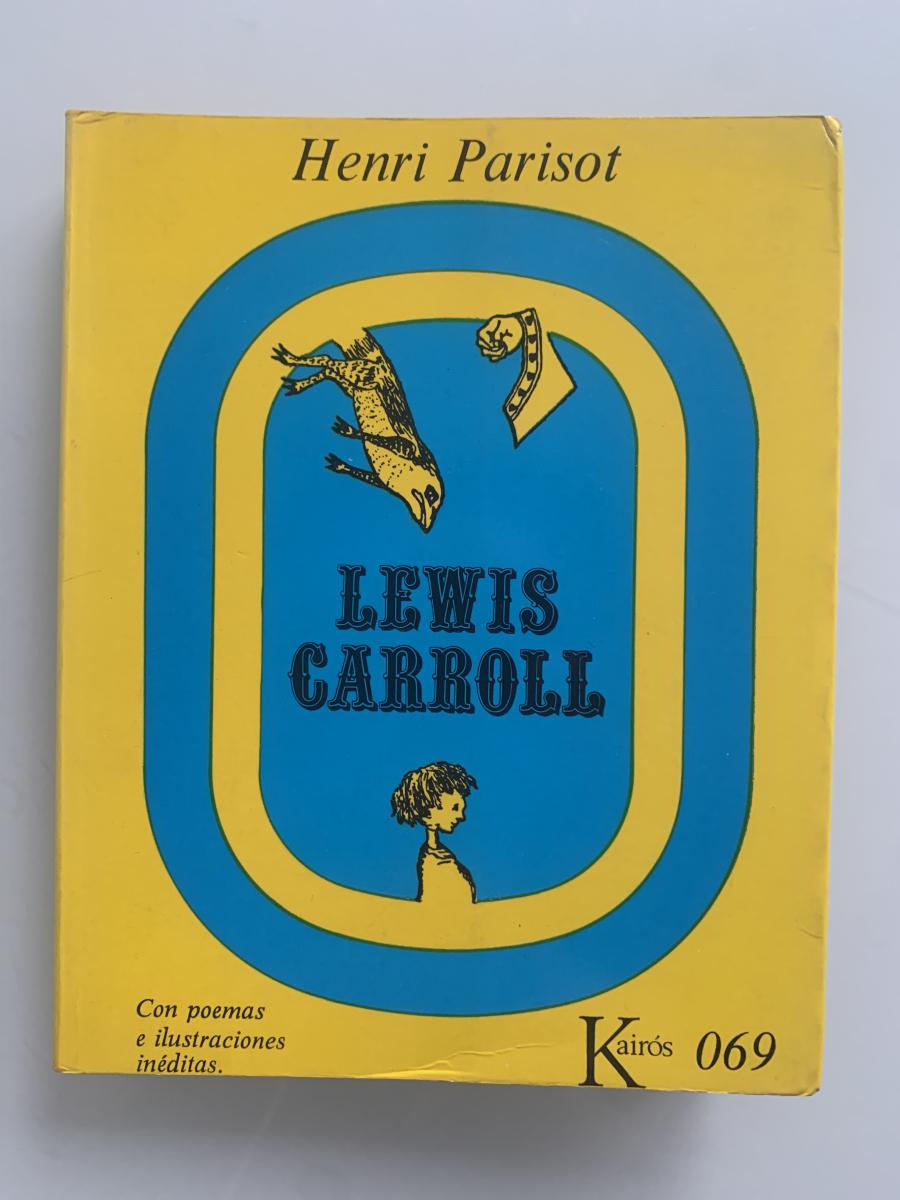 Henri Parisot
LEWIS
CARROLL
Con poemas
e ilustraciones
inéditas.
Kairós 069